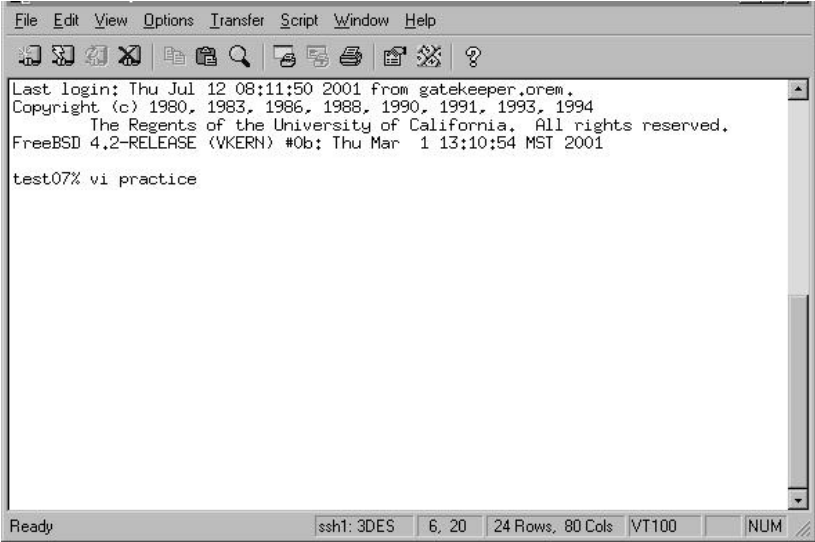 File Edit View Options Transfer Script Window Help
Last login: Thu Jul 12 08:11:50 2001 from gatekeeper.orem.
Copyright (c) 1980, 1983, 1986, 1988, 1990, 1991, 1993, 1994
The Regents of the University of California. All rights reserved.
FreeBSD 4.2-RELEASE (VKERN) #0b: Thu Mar 1 13:10:54 MST 2001
test07% vi practice
Ready ssh1: 3DES 6, 20 24 Rows, 80 Cols VT100 NUM